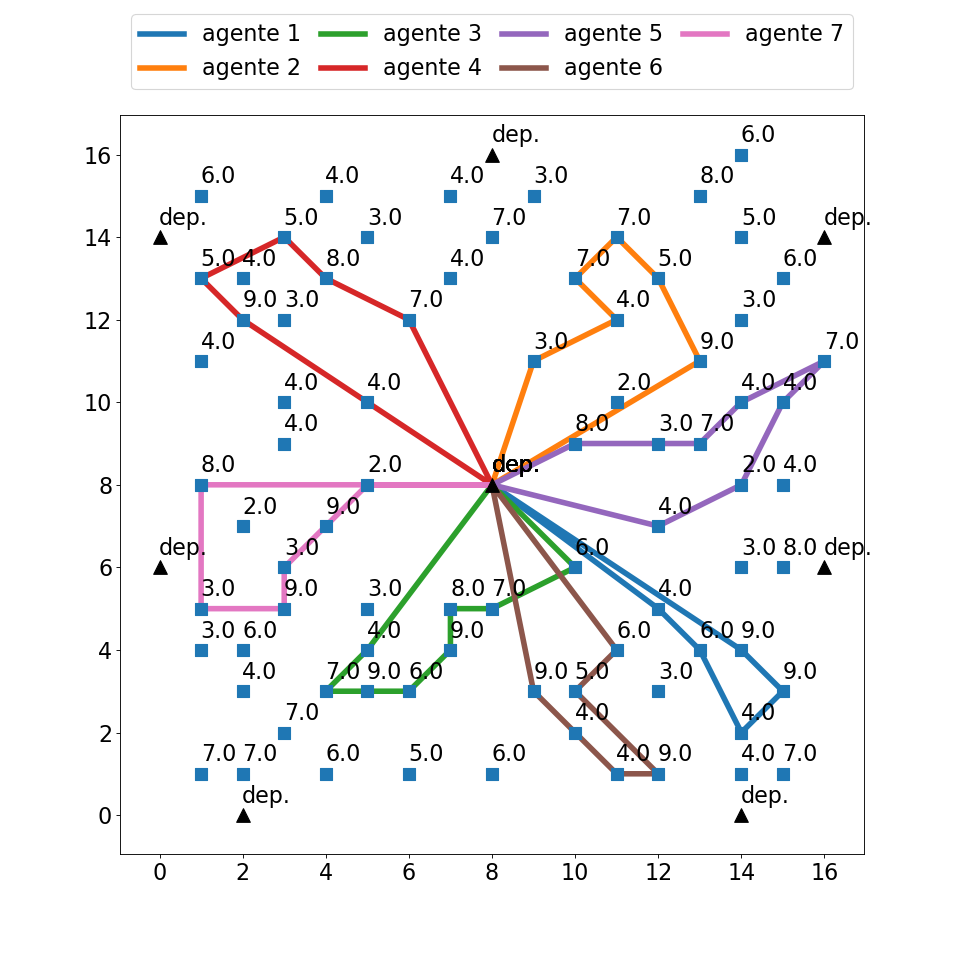 agente 1 agente 3 agente 5 agente 7
agente 2 agente 4 agente 6
dep. 6.0
16
6.0 4.0 4.0 3.0 8.0
dep. 5.0 3.0 7.0 7.0 5.0 dep.
14
5.0 4.0 8.0 4.0 7.0 5.0 6.0
9.0 3.0 7.0 4.0 3.0
12
4.0 3.0 9.0 7.0
4.0 4.0 2.0 4.0 4.0
10
4.0 8.0 3.0 7.0
8.0 2.0 dep. 2.0 4.0
8
2.0 9.0 4.0
dep. 3.0 6.0 3.0 8.0 dep.
6
3.0 9.0 3.0 8.0 7.0 4.0
3.0 6.0 4.0 9.0 6.0 6.0 9.0
4
4.0 7.0 9.0 6.0 9.0 5.0 3.0 9.0
7.0 4.0 4.0
2
7.0 7.0 6.0 5.0 6.0 4.0 9.0 4.0 7.0
dep. dep.
0
0 2 4 6 8 10 12 14 16